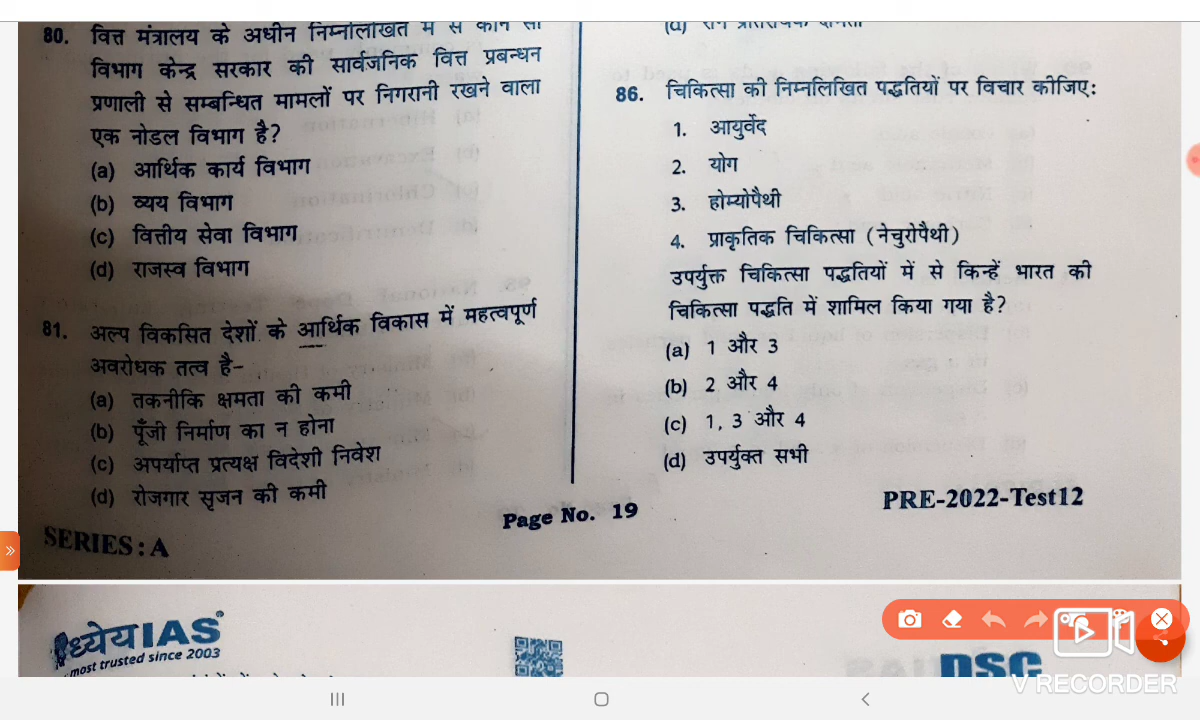 80. वित्त मंत्रालय के अधीन निम्नलिखित में से कौन सा
विभाग केन्द्र सरकार की सार्वजनिक वित्त प्रबन्धन
प्रणाली से सम्बन्धित मामलों पर निगरानी रखने वाला
एक नोडल विभाग है?
(a) आर्थिक कार्य विभाग
(b) व्यय विभाग
(c) वित्तीय सेवा विभाग
(d) राजस्व विभाग
81. अल्प विकसित देशों के आर्थिक विकास में महत्वपूर्ण
अवरोधक तत्व है-
(a) तकनीकि क्षमता की कमी
(b) पूँजी निर्माण का न होना
(c) अपर्याप्त प्रत्यक्ष विदेशी निवेश
(d) रोजगार सृजन की कमी
SERIES : A
Page No. 19
(d)
86. चिकित्सा की निम्नलिखित पद्धतियों पर विचार कीजिए:
1. आयुर्वेद
2. योग
3. होम्योपैथी
4. प्राकृतिक चिकित्सा (नेचुरोपैथी)
उपर्युक्त चिकित्सा पद्धतियों में से किन्हें भारत की
चिकित्सा पद्धति में शामिल किया गया है?
(a) 1 और 3
(b) 2 और 4
(c) 1, 3 और 4
(d) उपर्युक्त सभी
PRE-2022-Test12
ध्येयIAS
most trusted since 2003
DSC
V RECORDER